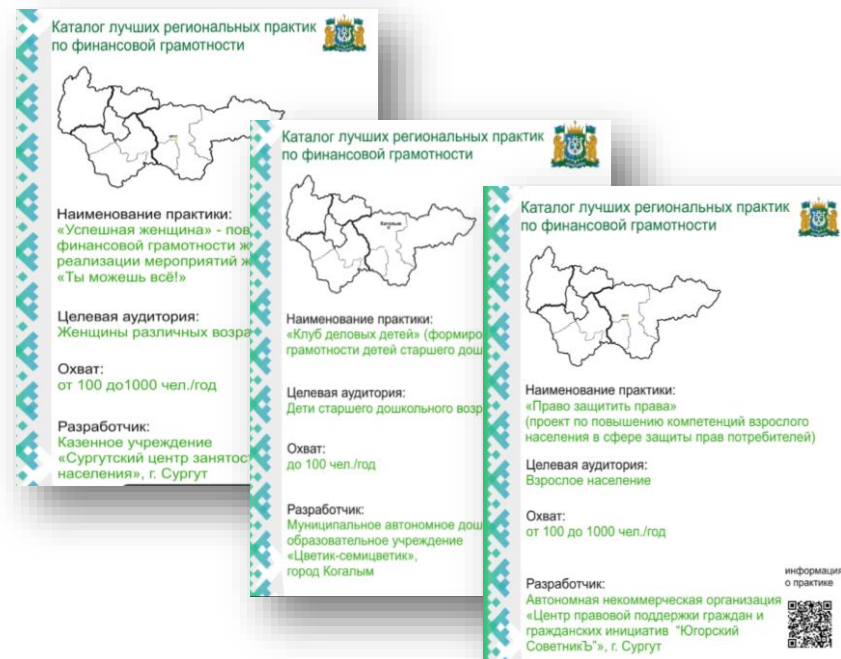 Каталог лучших региональных практик
по финансовой грамотности
Наименование практики:
«Успешная женщина» - пов
финансовой грамотности ж
реализации мероприятий ж
«Ты можешь всё!»
Целевая аудитория:
Женщины различных возра
Охват:
от 100 до1000 чел./год
Разработчик:
Казенное учреждение
«Сургутский центр занятос
населения», г. Сургут
Каталог лучших региональных практик
по финансовой грамотности
Когалым
Наименование практики:
«Клуб деловых детей» (формиро
грамотности детей старшего дош
Целевая аудитория:
Дети старшего дошкольного возр
Охват:
до 100 чел./год
Разработчик:
Муниципальное автономное дош
образовательное учреждение
«Цветик-семицветик»,
город Когалым
Каталог лучших региональных практик
по финансовой грамотности
Наименование практики:
«Право защитить права»
(проект по повышению компетенций взрослого
населения в сфере защиты прав потребителей)
Целевая аудитория:
Взрослое население
Охват:
от 100 до 1000 чел./год
информация
о практике
Разработчик:
Автономная некоммерческая организация
«Центр правовой поддержки граждан и
гражданских инициатив "Югорский
СоветникЪ"», г. Сургут